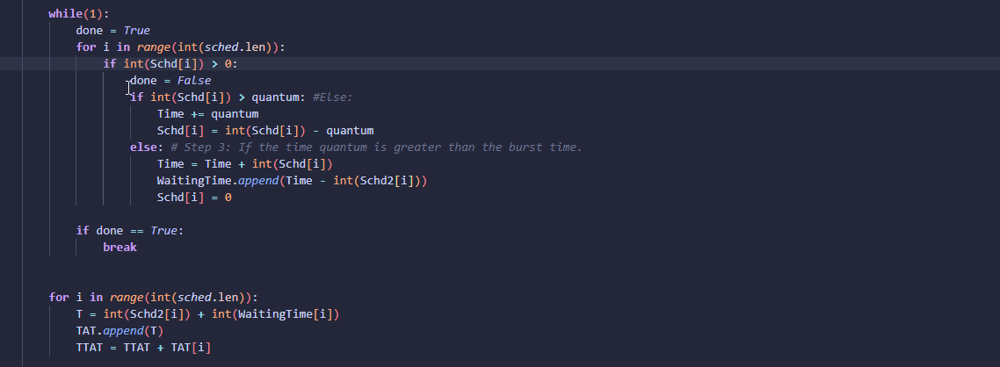 while(1):
done = True
for i in range(int(sched.len)):
if int(Schd[i]) > 0:
done = False
if int(Schd[i]) > quantum: #Else:
Time += quantum
Schd[i] = int(Schd[i]) - quantum
else: # Step 3: If the time quantum is greater than the burst time.
Time = Time + int(Schd[i])
WaitingTime.append(Time - int(Schd2[i]))
Schd[i] = 0
if done == True:
break
for i in range(int(sched.len)):
T = int(Schd2[i]) + int(WaitingTime[i])
TAT.append(T)
TTAT = TTAT + TAT[i]